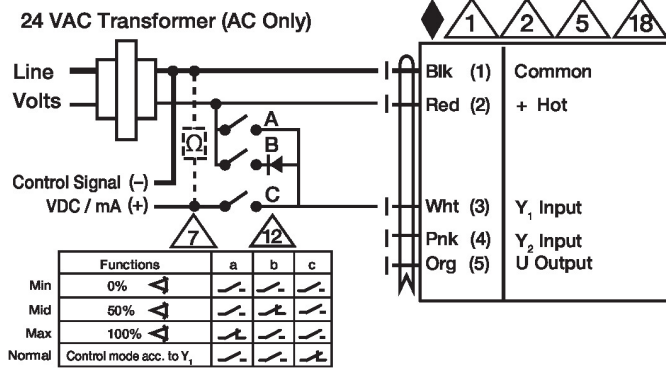 24 VAC Transformer (AC Only)
1 2 5 18
Line
Volts
Blk (1) Common
Red (2) + Hot
A
Ω
B
Control Signal (–)
VDC / mA (+)
C
Wht (3) Y1 Input
Pnk (4) Y2 Input
Org (5) U Output
7 12
Functions a b c
Min 0%
Mid 50%
Max 100%
Normal Control mode acc. to Y1